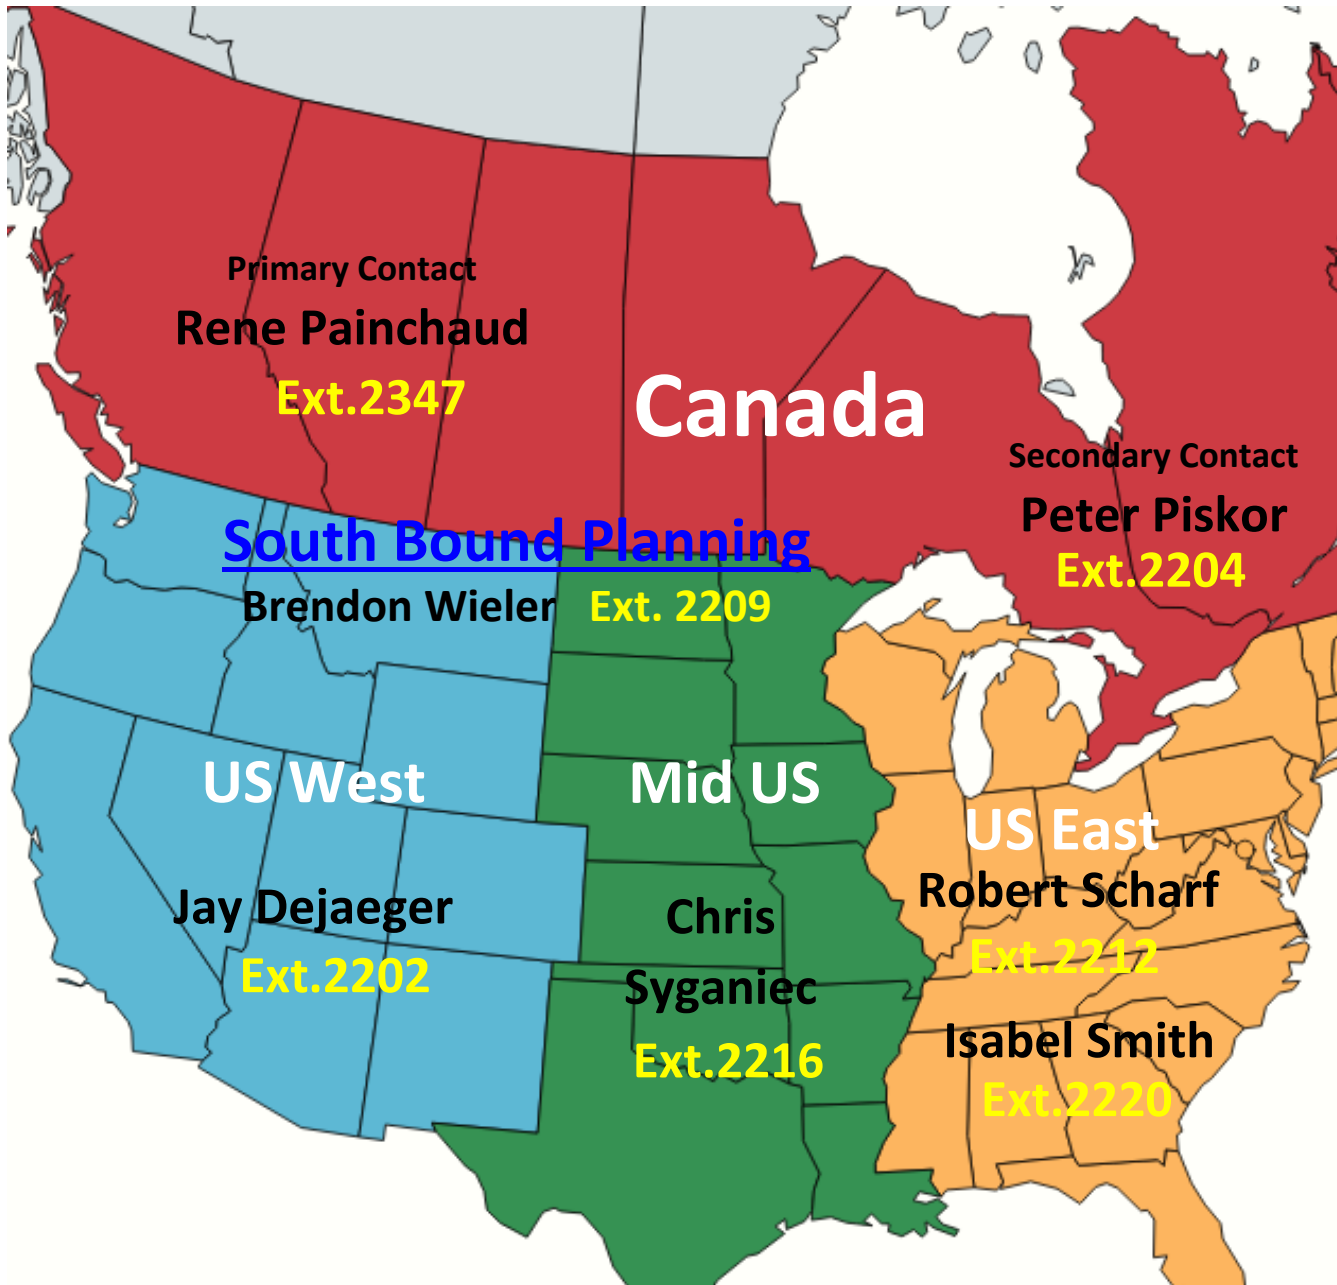 Primary Contact
Rene Painchaud
Ext.2347
Canada
Secondary Contact
Peter Piskor
Ext.2204
South Bound Planning
Brendon Wieler Ext. 2209
US West
Jay Dejaeger
Ext.2202
Mid US
Chris
Syganiec
Ext.2216
US East
Robert Scharf
Ext.2212
Isabel Smith
Ext.2220